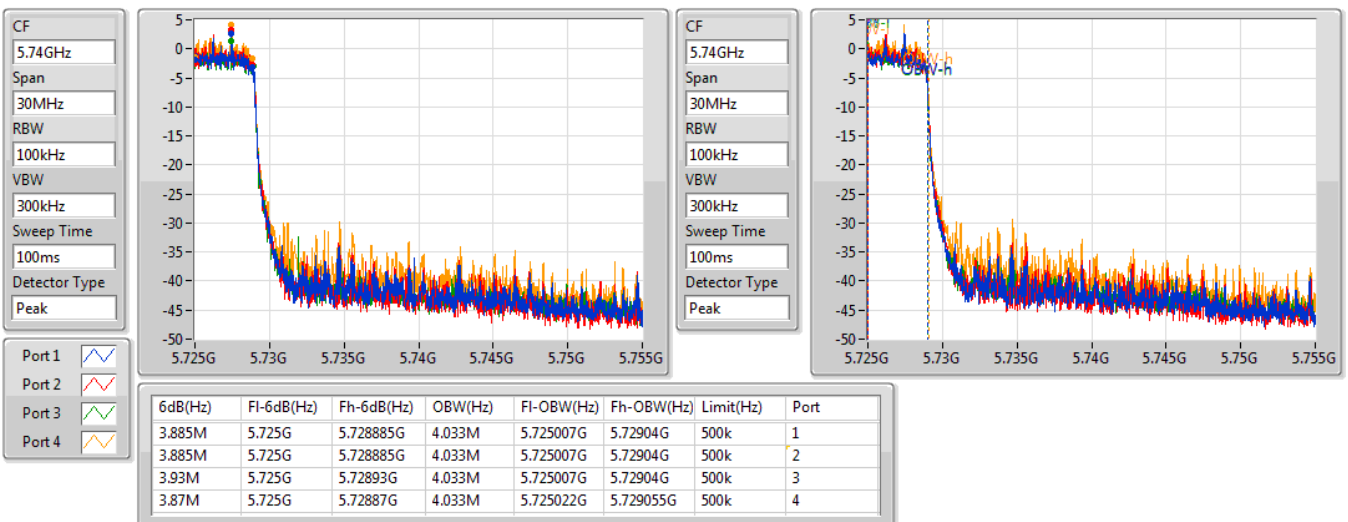 CF
5.74GHz
Span
30MHz
RBW
100kHz
VBW
300kHz
Sweep Time
100ms
Detector Type
Peak
5
0
-5
-10
-15
-20
-25
-30
-35
-40
-45
-50
5.725G 5.73G 5.735G 5.74G 5.745G 5.75G 5.755G
CF
5.74GHz
Span
30MHz
RBW
100kHz
VBW
300kHz
Sweep Time
100ms
Detector Type
Peak
5
0
-5
-10
-15
-20
-25
-30
-35
-40
-45
-50
OBW-h
5.725G 5.73G 5.735G 5.74G 5.745G 5.75G 5.755G
Port 1
Port 2
Port 3
Port 4
6dB(Hz) Fl-6dB(Hz) Fh-6dB(Hz) OBW(Hz) Fl-OBW(Hz) Fh-OBW(Hz) Limit(Hz) Port
3.885M 5.725G 5.728885G 4.033M 5.725007G 5.72904G 500k 1
3.885M 5.725G 5.728885G 4.033M 5.725007G 5.72904G 500k 2
3.93M 5.725G 5.72893G 4.033M 5.725007G 5.72904G 500k 3
3.87M 5.725G 5.72887G 4.033M 5.725022G 5.729055G 500k 4